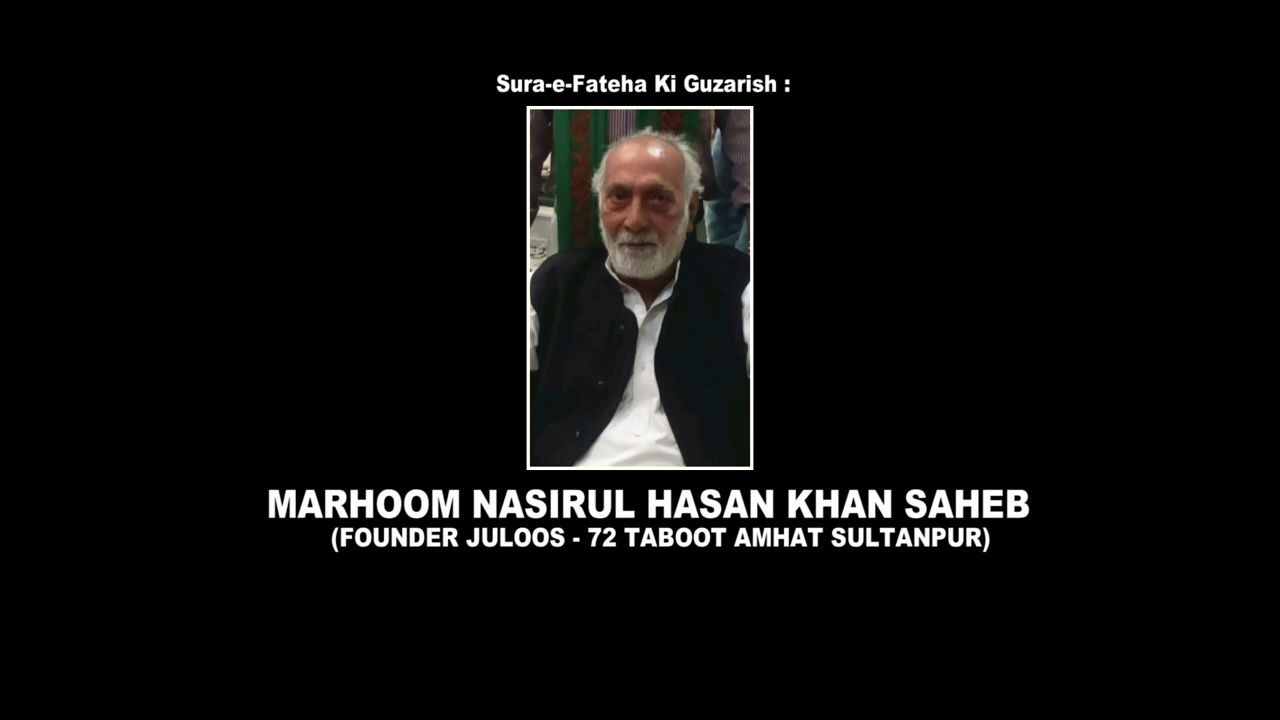 Sura-e-Fateha Ki Guzarish :
MARHOOM NASIRUL HASAN KHAN SAHEB
(FOUNDER JULOOS - 72 TABOOT AMHAT SULTANPUR)